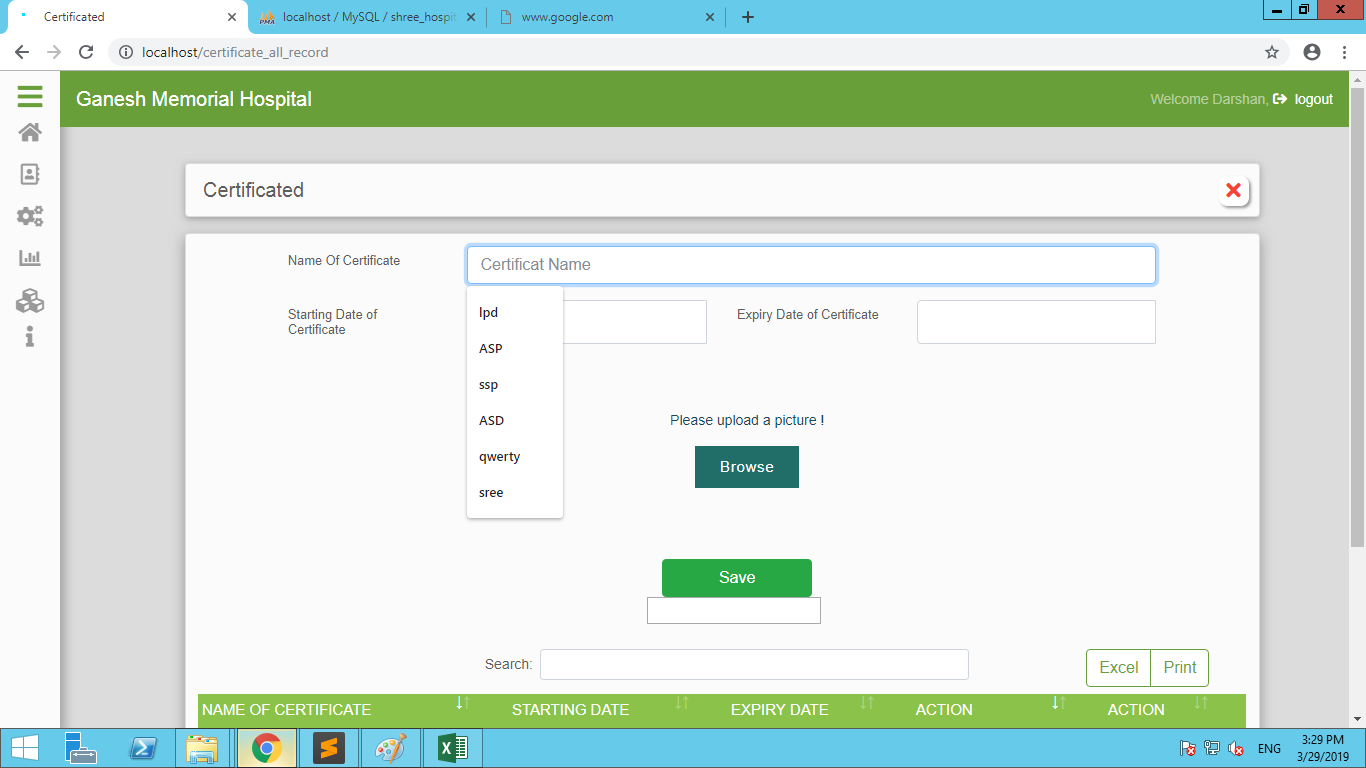 Certificated
localhost / MySQL / shree_hospit
www.google.com
localhost/certificate_all_record
Ganesh Memorial Hospital
Welcome Darshan, logout
Certificated
Name Of Certificate
Certificat Name
Starting Date of
Certificate
Expiry Date of Certificate
lpd
ASP
ssp
ASD
qwerty
sree
Please upload a picture !
Browse
Save
Search:
Excel Print
NAME OF CERTIFICATE STARTING DATE EXPIRY DATE ACTION ACTION
ENG
3:29 PM
3/29/2019